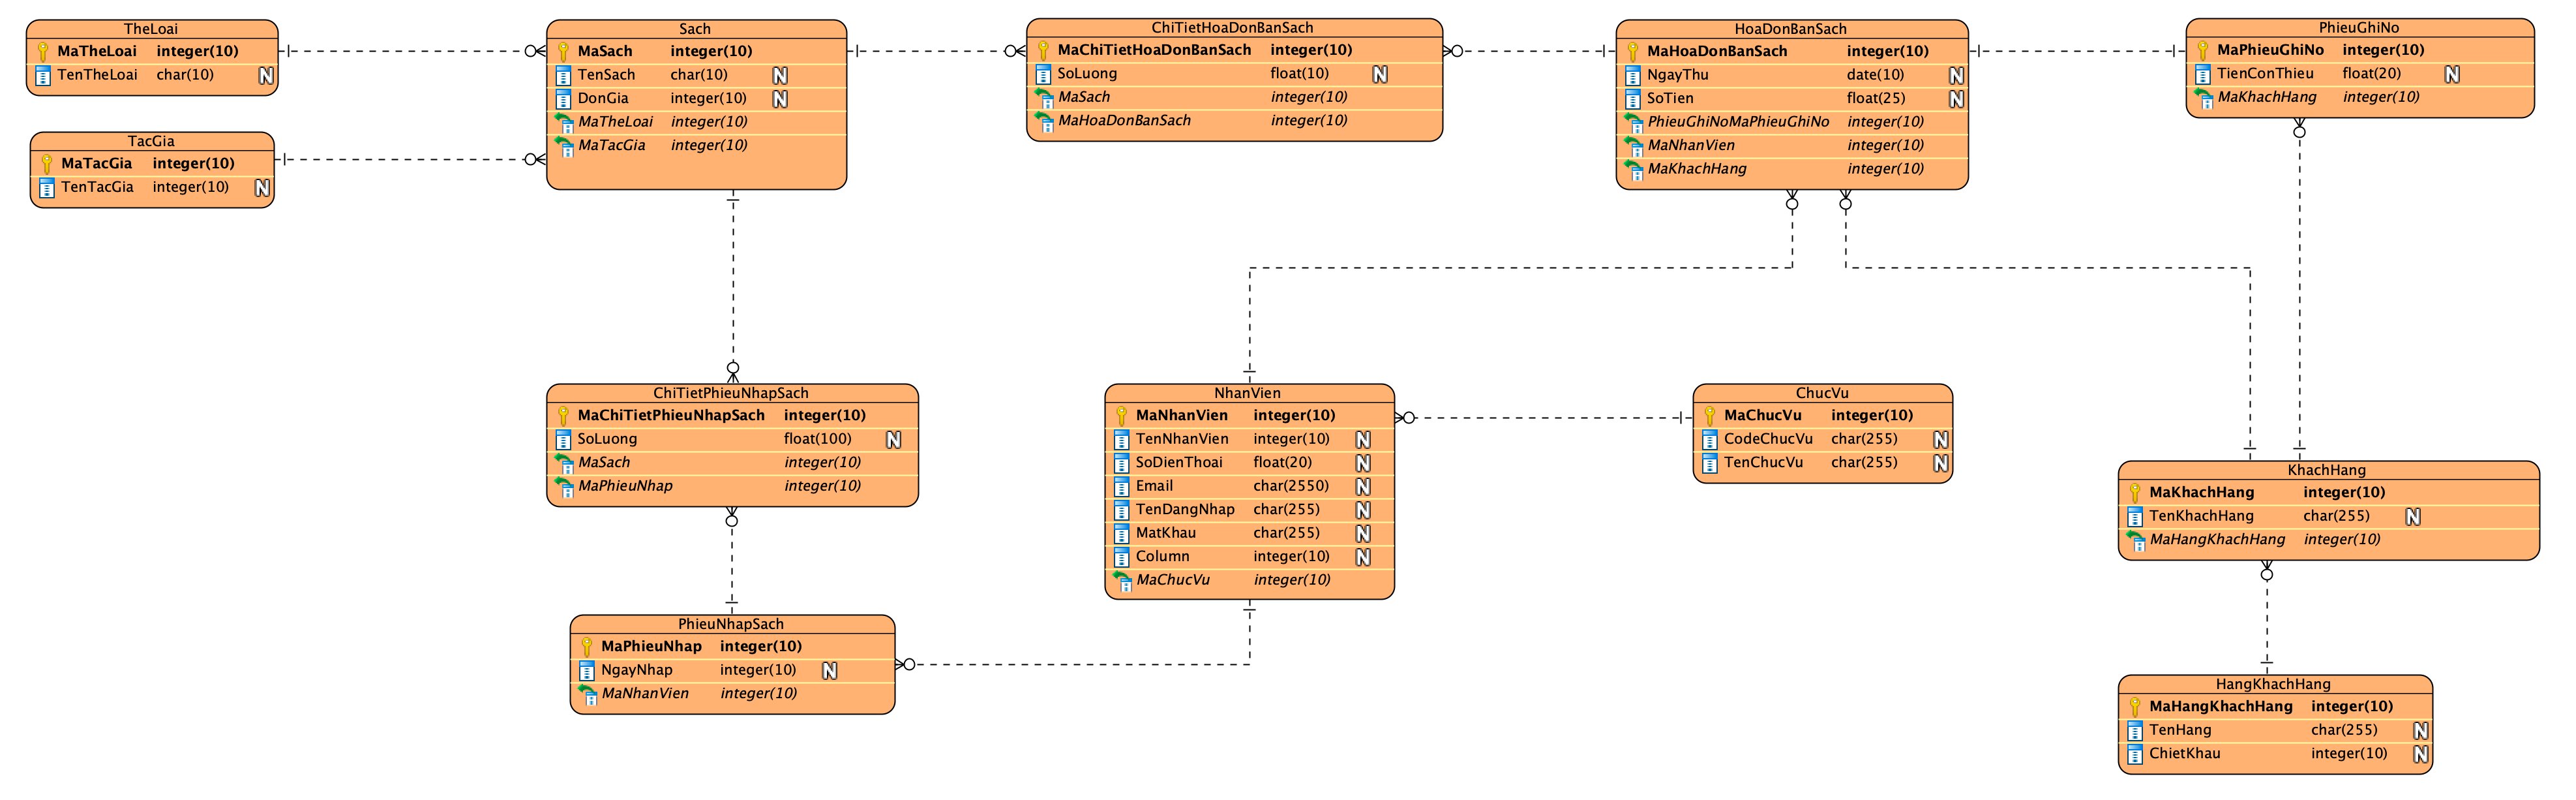 TheLoai
MaTheLoai integer(10)
TenTheLoai char(10) N
TacGia
MaTacGia integer(10)
TenTacGia integer(10) N
Sach
MaSach integer(10)
TenSach char(10) N
DonGia integer(10) N
MaTheLoai integer(10)
MaTacGia integer(10)
ChiTietHoaDonBanSach
MaChiTietHoaDonBanSach integer(10)
SoLuong float(10) N
MaSach integer(10)
MaHoaDonBanSach integer(10)
HoaDonBanSach
MaHoaDonBanSach integer(10)
NgayThu date(10) N
SoTien float(25) N
PhieuGhiNoMaPhieuGhiNo integer(10)
MaNhanVien integer(10)
MaKhachHang integer(10)
PhieuGhiNo
MaPhieuGhiNo integer(10)
TienConThieu float(20) N
MaKhachHang integer(10)
ChiTietPhieuNhapSach
MaChiTietPhieuNhapSach integer(10)
SoLuong float(100) N
MaSach integer(10)
MaPhieuNhap integer(10)
NhanVien
MaNhanVien integer(10)
TenNhanVien integer(10) N
SoDienThoai float(20) N
Email char(2550) N
TenDangNhap char(255) N
MatKhau char(255) N
Column integer(10) N
MaChucVu integer(10)
ChucVu
MaChucVu integer(10)
CodeChucVu char(255) N
TenChucVu char(255) N
KhachHang
MaKhachHang integer(10)
TenKhachHang char(255) N
MaHangKhachHang integer(10)
PhieuNhapSach
MaPhieuNhap integer(10)
NgayNhap integer(10) N
MaNhanVien integer(10)
HangKhachHang
MaHangKhachHang integer(10)
TenHang char(255) N
ChietKhau integer(10) N